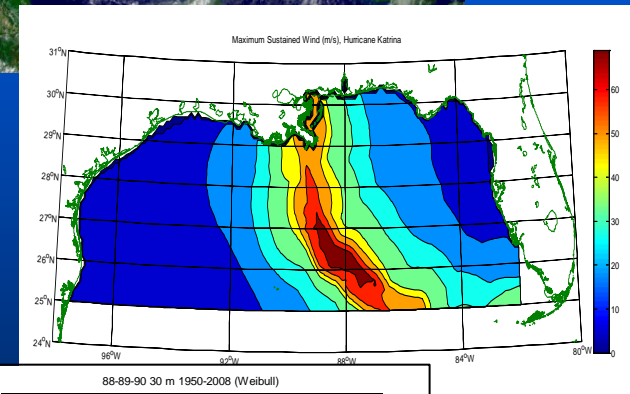 Maximum Sustained Wind (m/s), Hurricane Katrina
31°N
30°N
29°N
28°N
27°N
26°N
25°N
24°N
96°W
92°W
88°W
84°W
80°W
60
50
40
30
20
10
0
88-89-90 30 m 1950-2008 (Weibull)